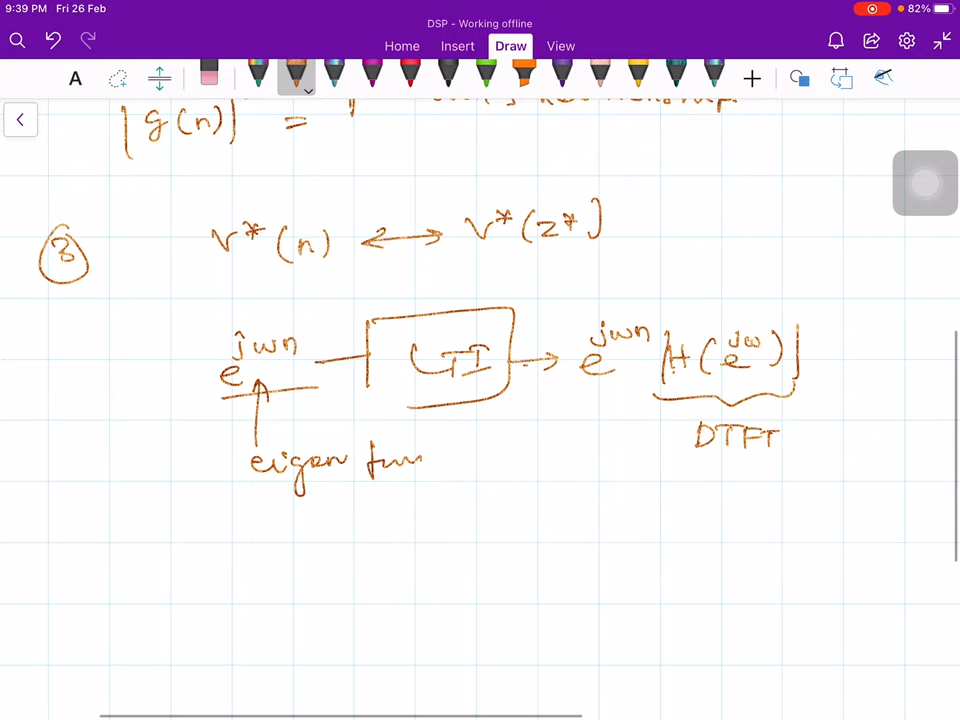 9:39 PM Fri 26 Feb
82%
DSP - Working offline
Home Insert Draw View
A
|g(n)| =
3
v*(n) ↔ v*(z*)
e^{jωn} → LTI → e^{jωn} [H(e^{jω})]
DTFT
eigen fun